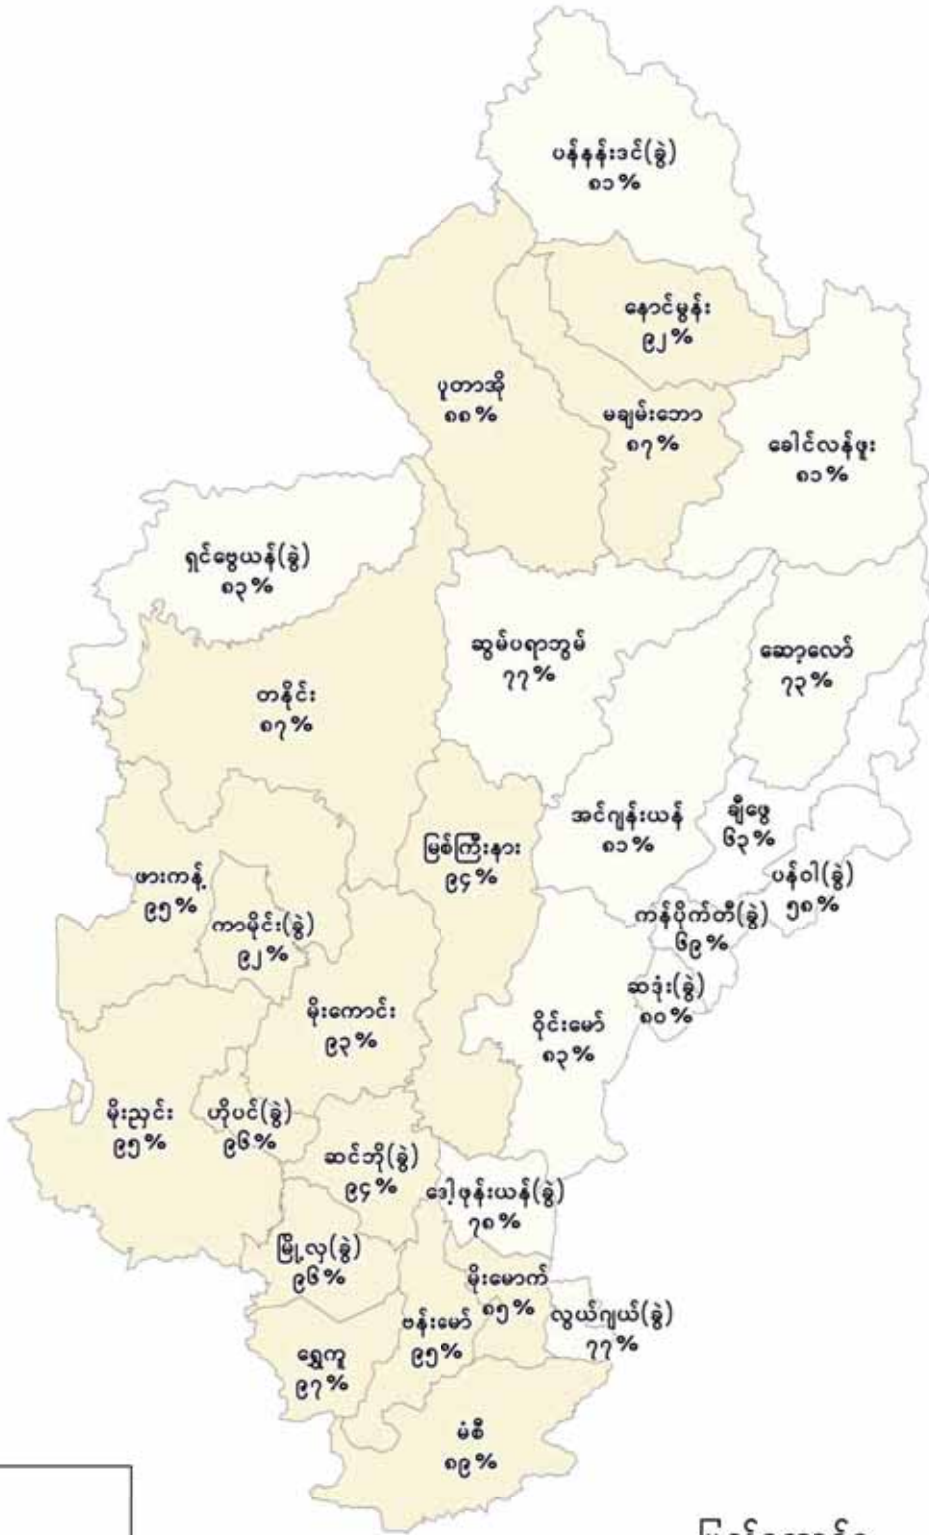 ပန်နန်းဒင်(ခွဲ)
၈၁%
နောင်မွန်း
၉၂%
ပူတာအို
၈၈%
မချမ်းဘော
၈၇%
ခေါင်လန်ဖူး
၈၁%
ရှင်ဗွေယန်(ခွဲ)
၈၃%
ဆွမ်ပရာဘွမ်
၇၇%
ဆော့လော်
၇၃%
တနိုင်း
၈၇%
အင်ဂျန်းယန်
၈၁%
ချီဖွေ
၆၃%
မြစ်ကြီးနား
၉၄%
ပန်ဝါ(ခွဲ)
၅၈%
ဖားကန့်
၉၅%
ကာမိုင်း(ခွဲ)
၉၂%
ကန်ပိုက်တီ(ခွဲ)
၆၉%
ဆဒုံး(ခွဲ)
၈၀%
မိုးကောင်း
၉၃%
ဝိုင်းမော်
၈၃%
မိုးညှင်း
၉၅%
ဟိုပင်(ခွဲ)
၉၆%
ဆင်ဘို(ခွဲ)
၉၄%
ဒေါ့ဖုန်းယန်(ခွဲ)
၇၈%
မြို့လှ(ခွဲ)
၉၆%
မိုးမောက်
၈၅%
လွယ်ဂျယ်(ခွဲ)
၇၇%
ဗန်းမော်
၉၅%
ရွှေကူ
၉၇%
မံစီ
၈၉%